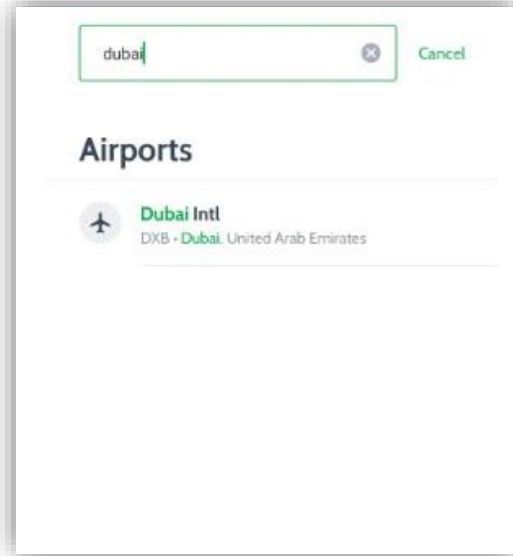 dubai
Cancel
Airports
Dubai Intl
DXB • Dubai, United Arab Emirates